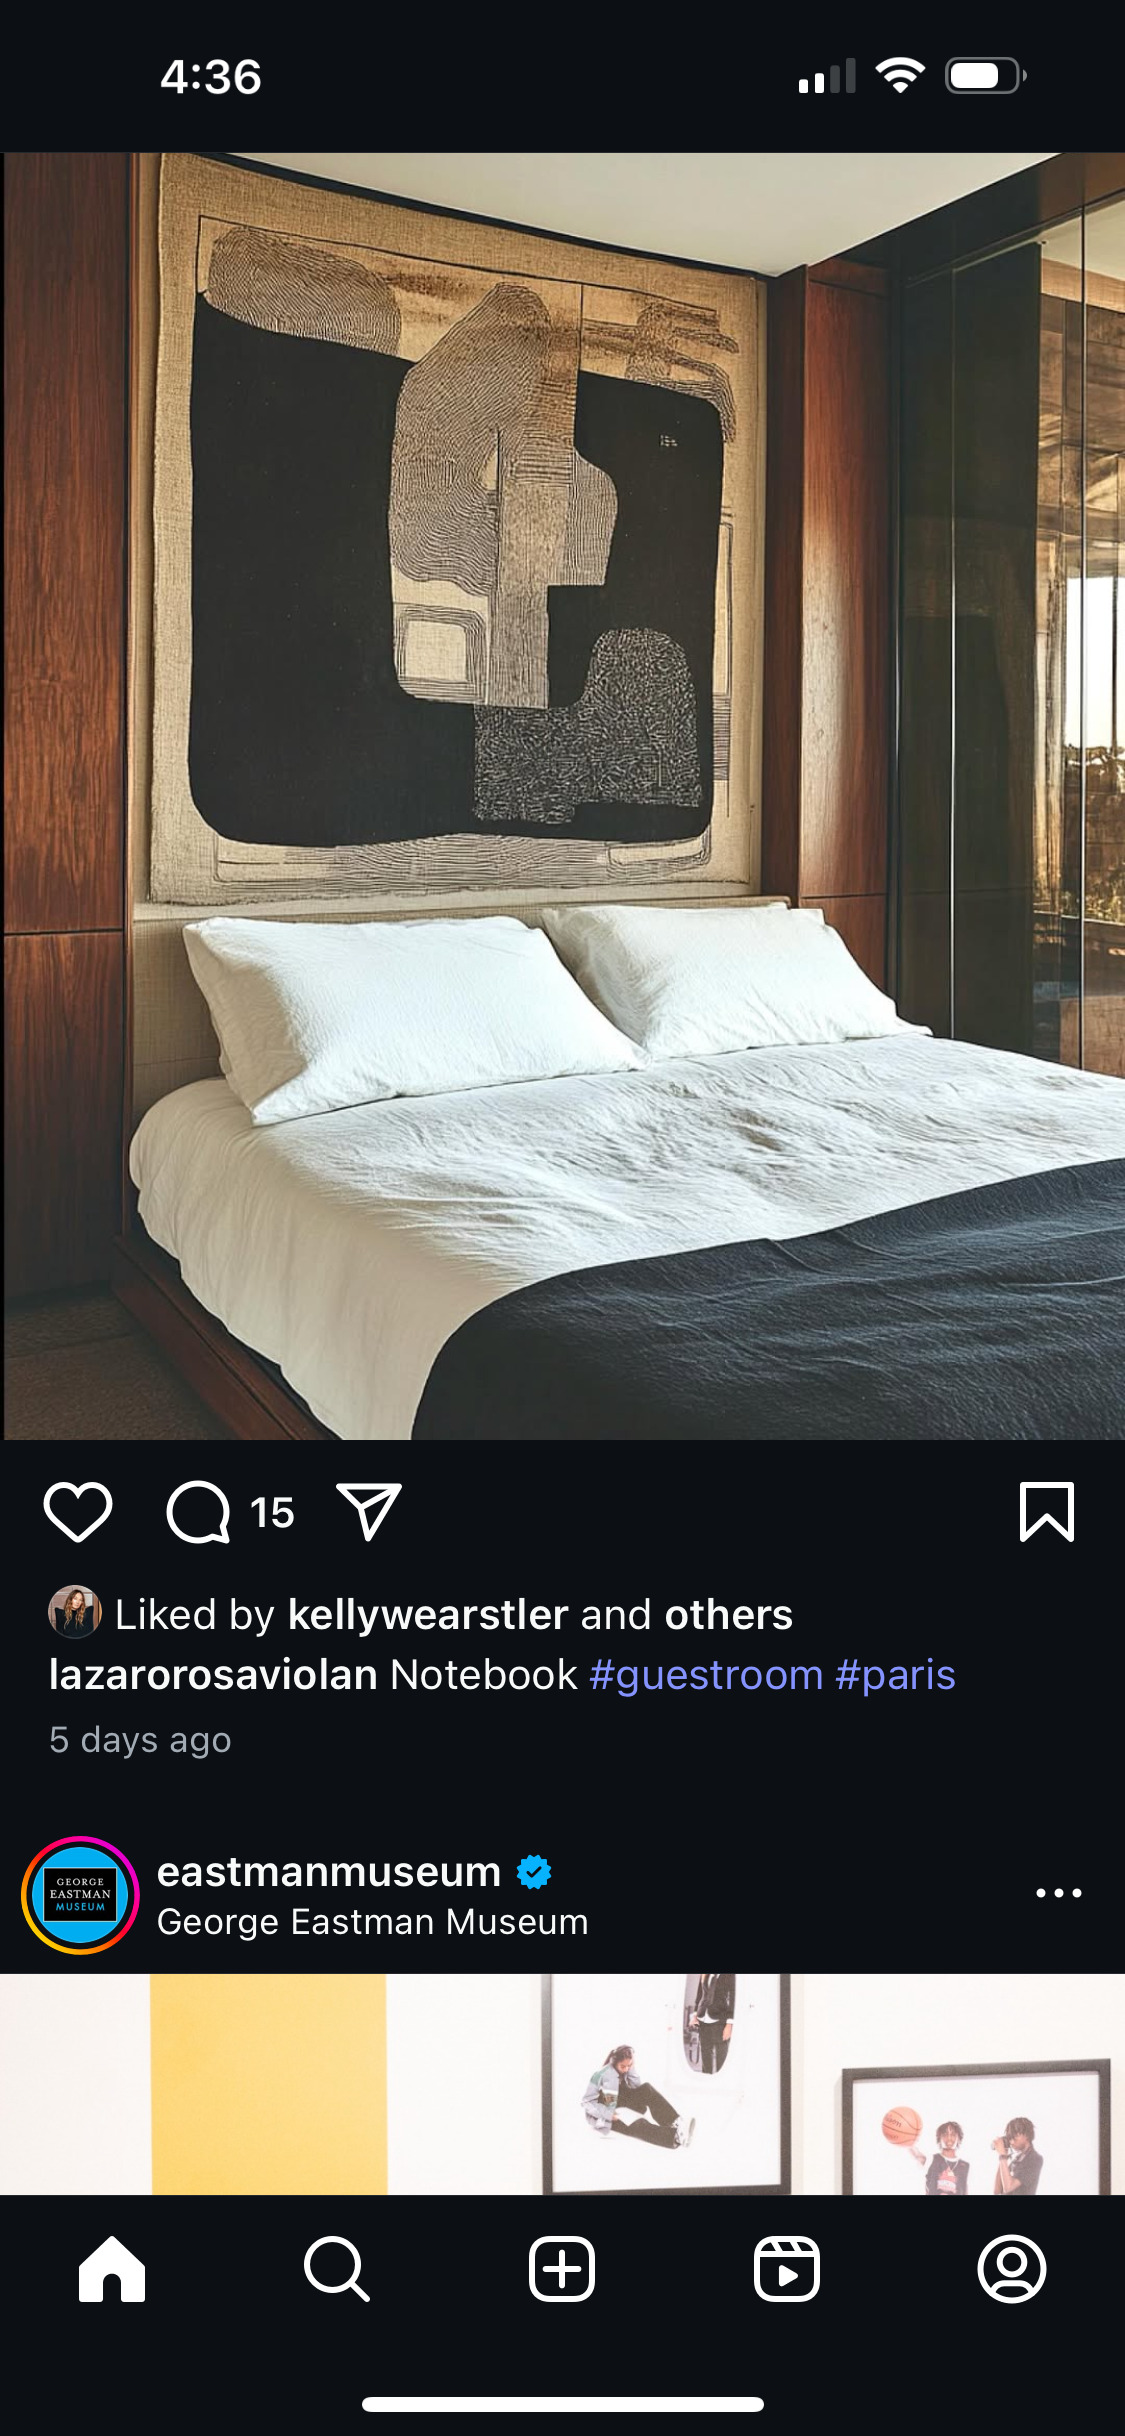 4:36
15
Liked by kellywearstler and others
lazarorosaviolan Notebook #guestroom #paris
5 days ago
GEORGE
EASTMAN
MUSEUM
eastmanmuseum
George Eastman Museum